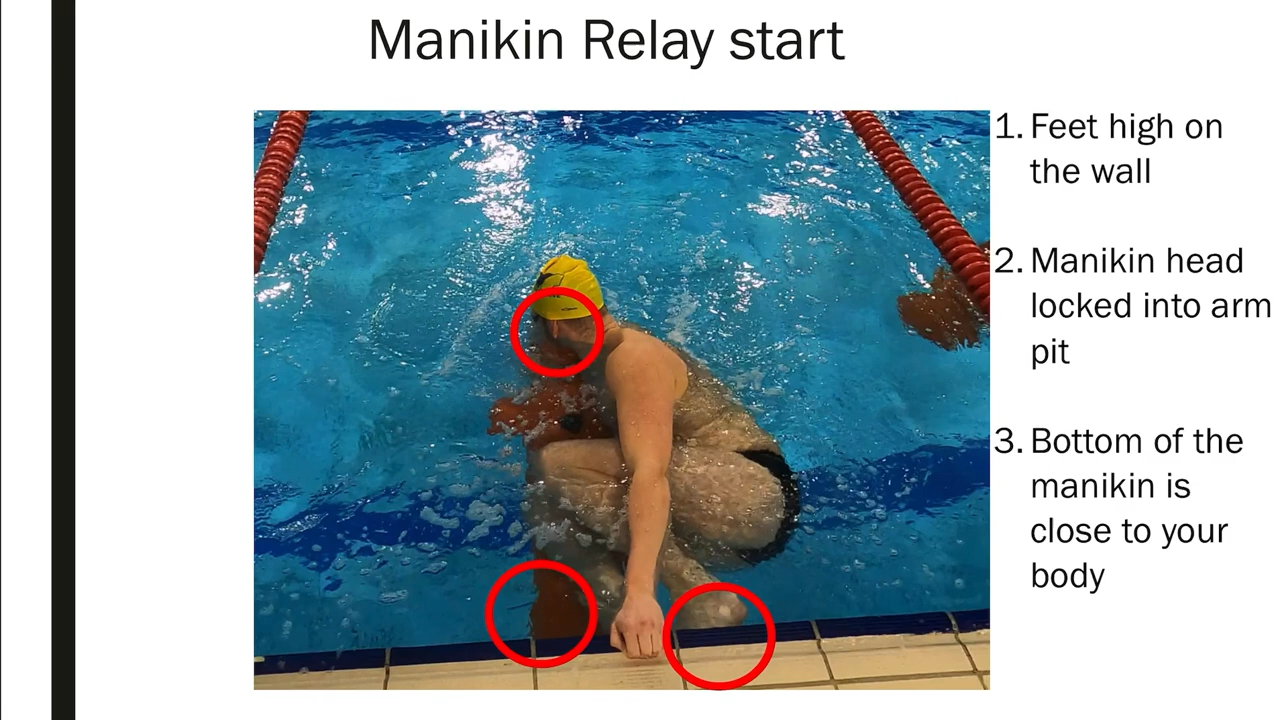 Manikin Relay start
1. Feet high on
the wall
2. Manikin head
locked into arm
pit
3. Bottom of the
manikin is
close to your
body